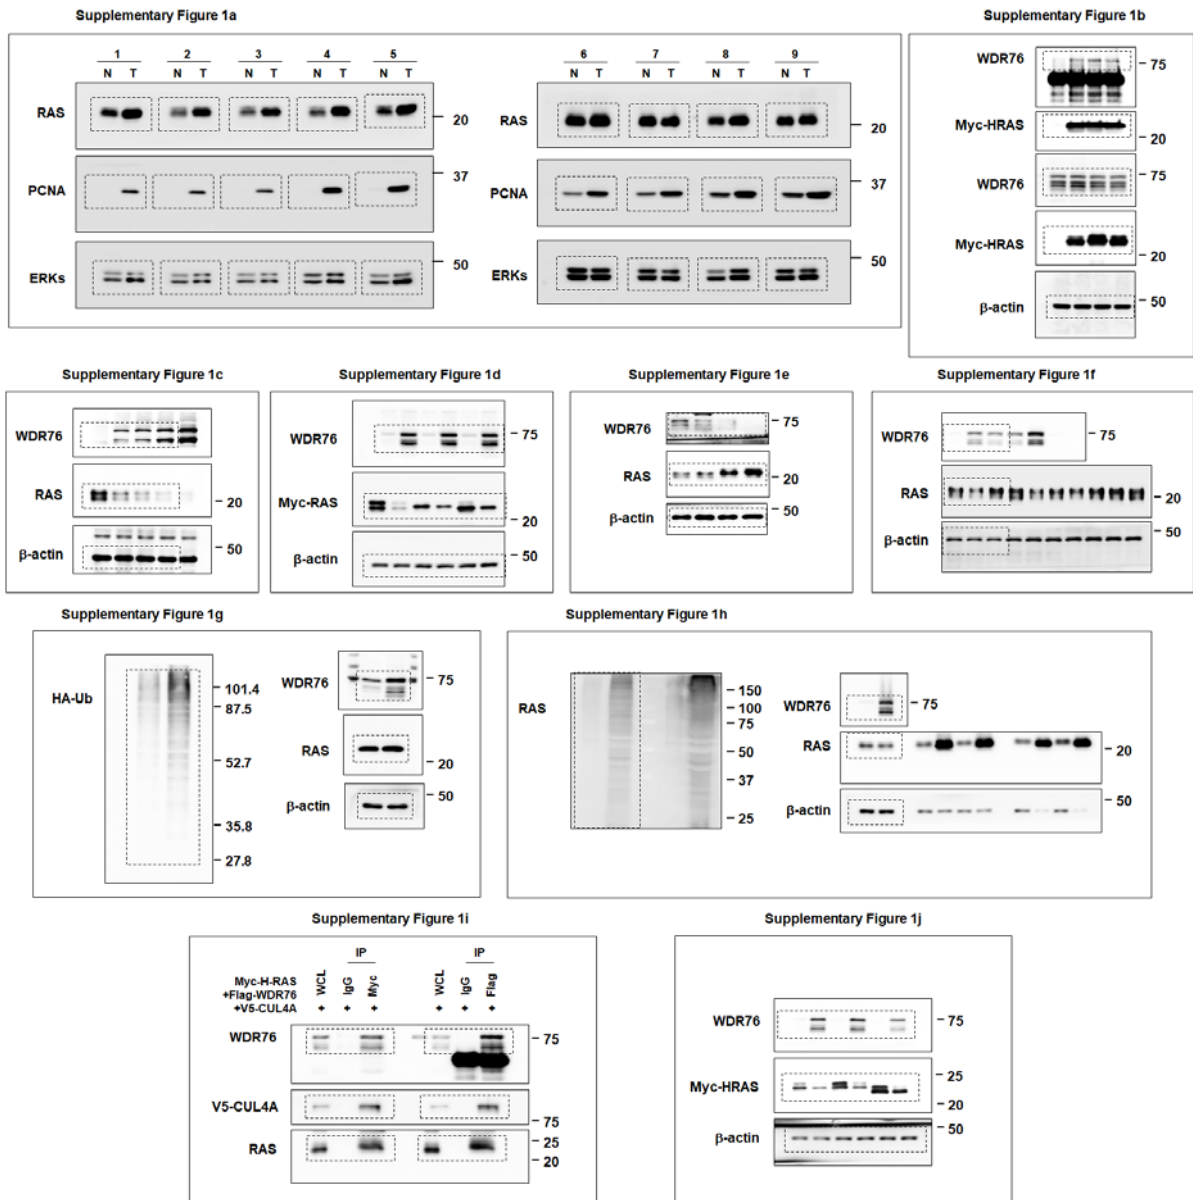 Supplementary Figure 1a
1 2 3 4 5
N T N T N T N T N T
RAS
20
PCNA
37
ERKs
50
6 7 8 9
N T N T N T N T
RAS
20
PCNA
37
ERKs
50
Supplementary Figure 1b
WDR76
75
Myc-HRAS
20
WDR76
75
Myc-HRAS
20
β-actin
50
Supplementary Figure 1c
WDR76
RAS
20
β-actin
50
Supplementary Figure 1d
WDR76
75
Myc-RAS
20
β-actin
50
Supplementary Figure 1e
WDR76
75
RAS
20
β-actin
50
Supplementary Figure 1f
WDR76
75
RAS
20
β-actin
50
Supplementary Figure 1g
HA-Ub
101.4
87.5
52.7
35.8
27.8
WDR76
75
RAS
20
β-actin
50
Supplementary Figure 1h
RAS
150
100
75
50
37
25
WDR76
75
RAS
20
β-actin
50
Supplementary Figure 1i
IP IP
WCL IgG Myc WCL IgG Flag
Myc-H-RAS
+Flag-WDR76
+V5-CUL4A + + + + + +
WDR76
75
V5-CUL4A
75
RAS
25
20
Supplementary Figure 1j
WDR76
75
Myc-HRAS
25
20
β-actin
50